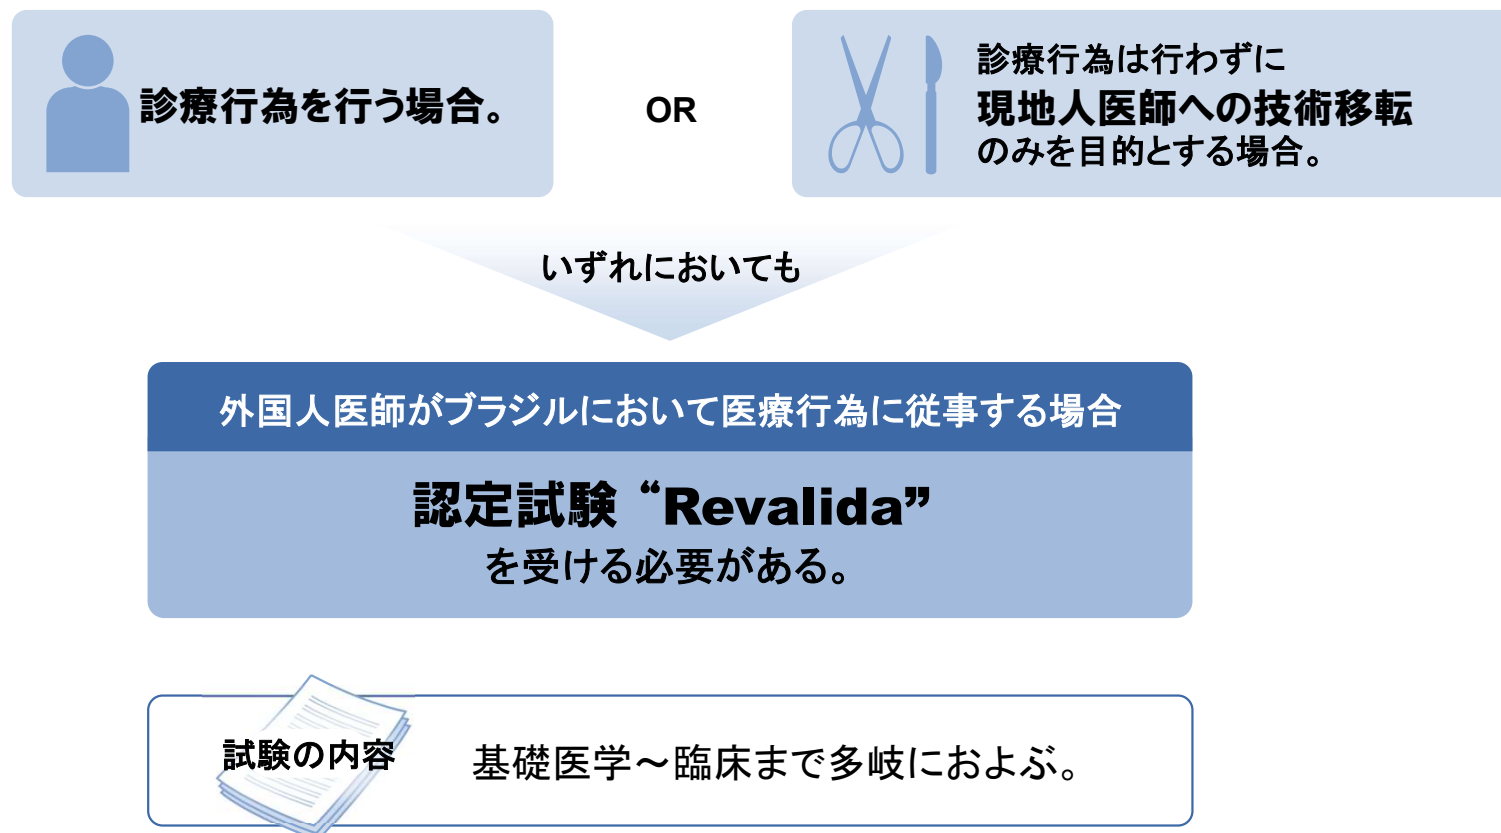 診療行為を行う場合。
OR
診療行為は行わずに
現地人医師への技術移転
のみを目的とする場合。
いずれにおいても
外国人医師がブラジルにおいて医療行為に従事する場合
認定試験 “Revalida”
を受ける必要がある。
試験の内容
基礎医学～臨床まで多岐におよぶ。